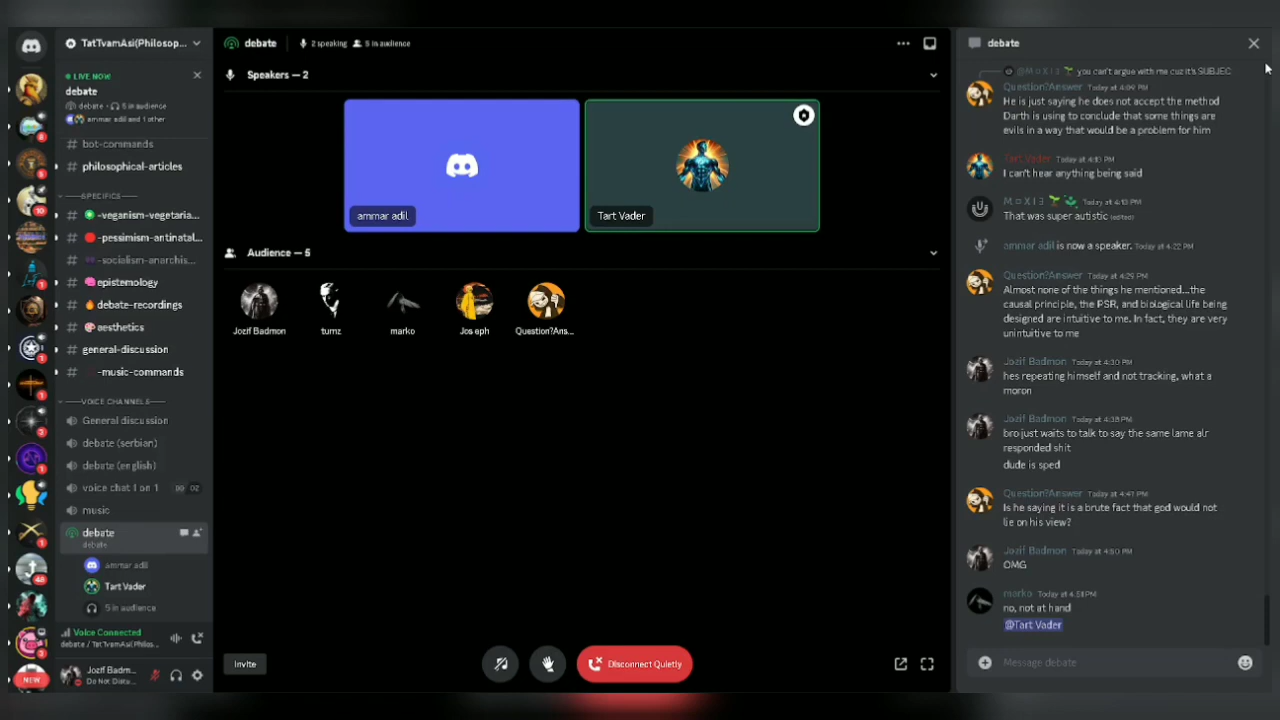 TatTvamAsi(Philosop...
LIVE NOW
debate
debate - 5 in audience
ammar adil and 1 other
bot-commands
philosophical-articles
SPECIFICS
-veganism-vegetaria...
-pessimism-antinatal...
-socialism-anarchis...
epistemology
debate-recordings
aesthetics
general-discussion
-music-commands
VOICE CHANNELS
General discussion
debate (serbian)
debate (english)
voice chat 1 on 1
02
music
debate
debate
ammar adil
Tart Vader
5 in audience
Voice Connected
debate / TatTvamAsi(Philos...
Jozif Badm...
Do Not Distu...
NEW
debate
2 speaking
5 in audience
Speakers — 2
ammar adil
Tart Vader
Audience — 5
Jozif Badmon
turnz
marko
Jos eph
Question?Ans...
Invite
Disconnect Quietly
debate
you can't argue with me cuz it's SUBJEC
Question?Answer Today at 4:09 PM
He is just saying he does not accept the method
Darth is using to conclude that some things are
evils in a way that would be a problem for him
Tart Vader Today at 4:10 PM
I can't hear anything being said
Today at 4:10 PM
That was super autistic (edited)
ammar adil is now a speaker. Today at 4:22 PM
Question?Answer Today at 4:29 PM
Almost none of the things he mentioned...the
causal principle, the PSR, and biological life being
designed are intuitive to me. In fact, they are very
unintuitive to me
Jozif Badmon Today at 4:30 PM
hes repeating himself and not tracking, what a
moron
Jozif Badmon Today at 4:38 PM
bro just waits to talk to say the same lame alr
responded shit
dude is sped
Question?Answer Today at 4:47 PM
Is he saying it is a brute fact that god would not
lie on his view?
Jozif Badmon Today at 4:50 PM
OMG
marko Today at 4:51 PM
no, not at hand
@Tart Vader
Message debate